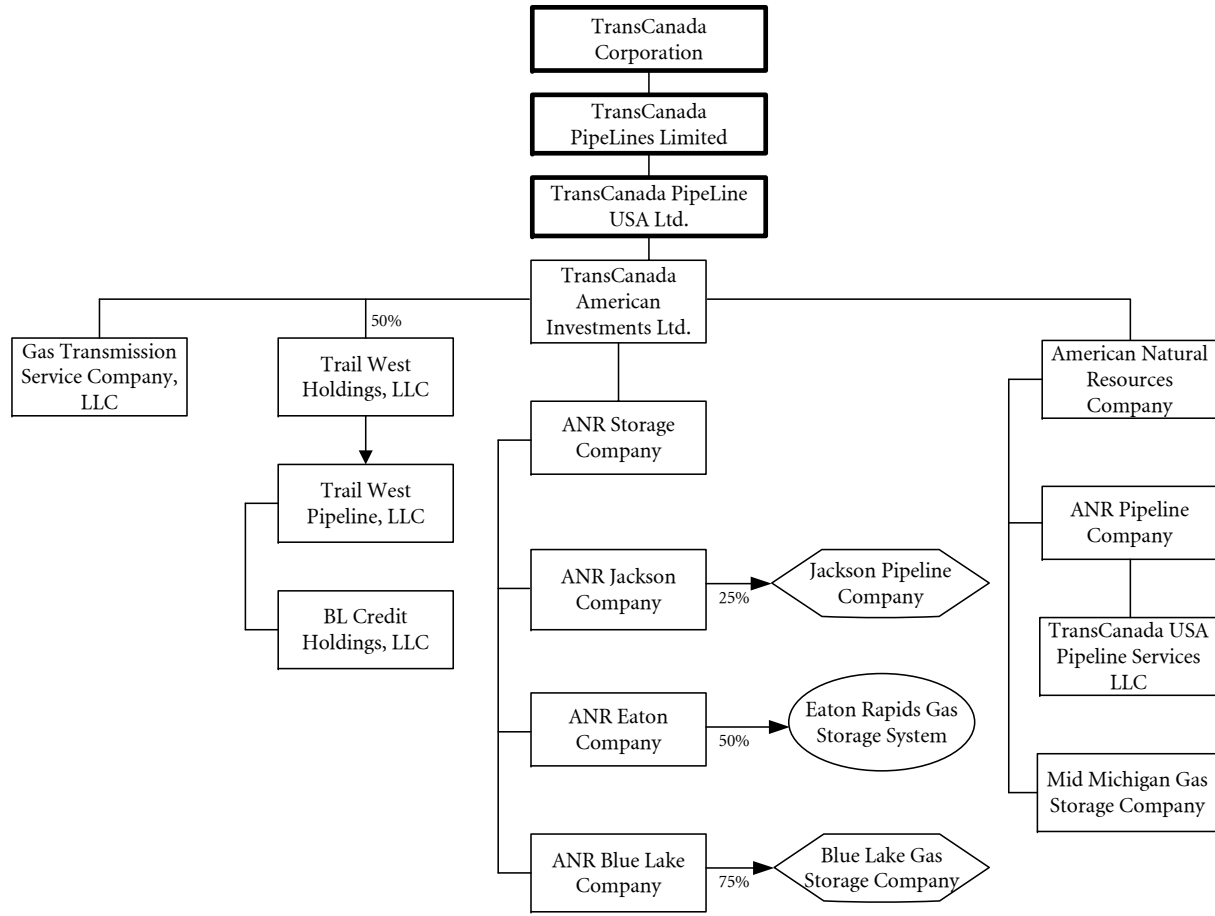 TransCanada
Corporation
TransCanada
PipeLines Limited
TransCanada PipeLine
USA Ltd.
TransCanada
American
Investments Ltd.
50%
Gas Transmission
Service Company,
LLC
Trail West
Holdings, LLC
American Natural
Resources
Company
ANR Storage
Company
Trail West
Pipeline, LLC
ANR Pipeline
Company
ANR Jackson
Company
25%
Jackson Pipeline
Company
BL Credit
Holdings, LLC
TransCanada USA
Pipeline Services
LLC
ANR Eaton
Company
50%
Eaton Rapids Gas
Storage System
Mid Michigan Gas
Storage Company
ANR Blue Lake
Company
75%
Blue Lake Gas
Storage Company